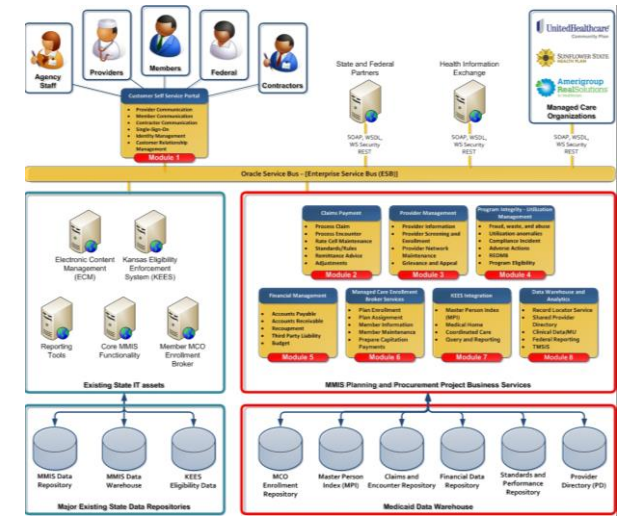 Agency
Staff
Providers
Members
Federal
Contractors
Customer Self Service Portal
• Provider Communication
• Member Communication
• Contractor Communication
• Single-Sign-On
• Identity Management
• Customer Relationship
Management
Module 1
State and Federal
Partners
SOAP, WSDL,
WS Security
REST
Health Information
Exchange
SOAP, WSDL,
WS Security
REST
UnitedHealthcare
Community Plan
SUNFLOWER STATE
HEALTH PLAN
Amerigroup
RealSolutions
Managed Care
Organizations
SOAP, WSDL,
WS Security
REST
Oracle Service Bus - [Enterprise Service Bus (ESB)]
Electronic Content
Management
(ECM)
Kansas Eligibility
Enforcement
System (KEES)
Reporting
Tools
Core MMIS
Functionality
Member MCO
Enrollment
Broker
Existing State IT assets
Claims Payment
• Process Claim
• Process Encounter
• Rate Cell Maintenance
• Standards/Rules
• Remittance Advice
• Adjustments
Module 2
Provider Management
• Provider Information
• Provider Screening and
Enrollment
• Provider Network
Maintenance
• Grievance and Appeal
Module 3
Program Integrity - Utilization
Management
• Fraud, waste, and abuse
• Utilization anomalies
• Compliance Incident
• Adverse Actions
• REOMB
• Program Eligibility
Module 4
Financial Management
• Accounts Payable
• Accounts Receivable
• Recoupment
• Third Party Liability
• Budget
Module 5
Managed Care Enrollment
Broker Services
• Plan Enrollment
• Plan Assignment
• Member Information
• Member Maintenance
• Prepare Capitation
Payments
Module 6
KEES Integration
• Master Person Index
(MPI)
• Medical Home
• Coordinated Care
• Query and Reporting
Module 7
Data Warehouse and
Analytics
• Record Locator Service
• Shared Provider
Directory
• Clinical Data/MU
• Federal Reporting
• TMSIS
Module 8
MMIS Planning and Procurement Project Business Services
MMIS Data
Repository
MMIS Data
Warehouse
KEES
Eligibility Data
Major Existing State Data Repositories
MCO
Enrollment
Repository
Master Person
Index (MPI)
Claims and
Encounter Repository
Financial Data
Repository
Standards and
Performance
Repository
Provider
Directory (PD)
Medicaid Data Warehouse